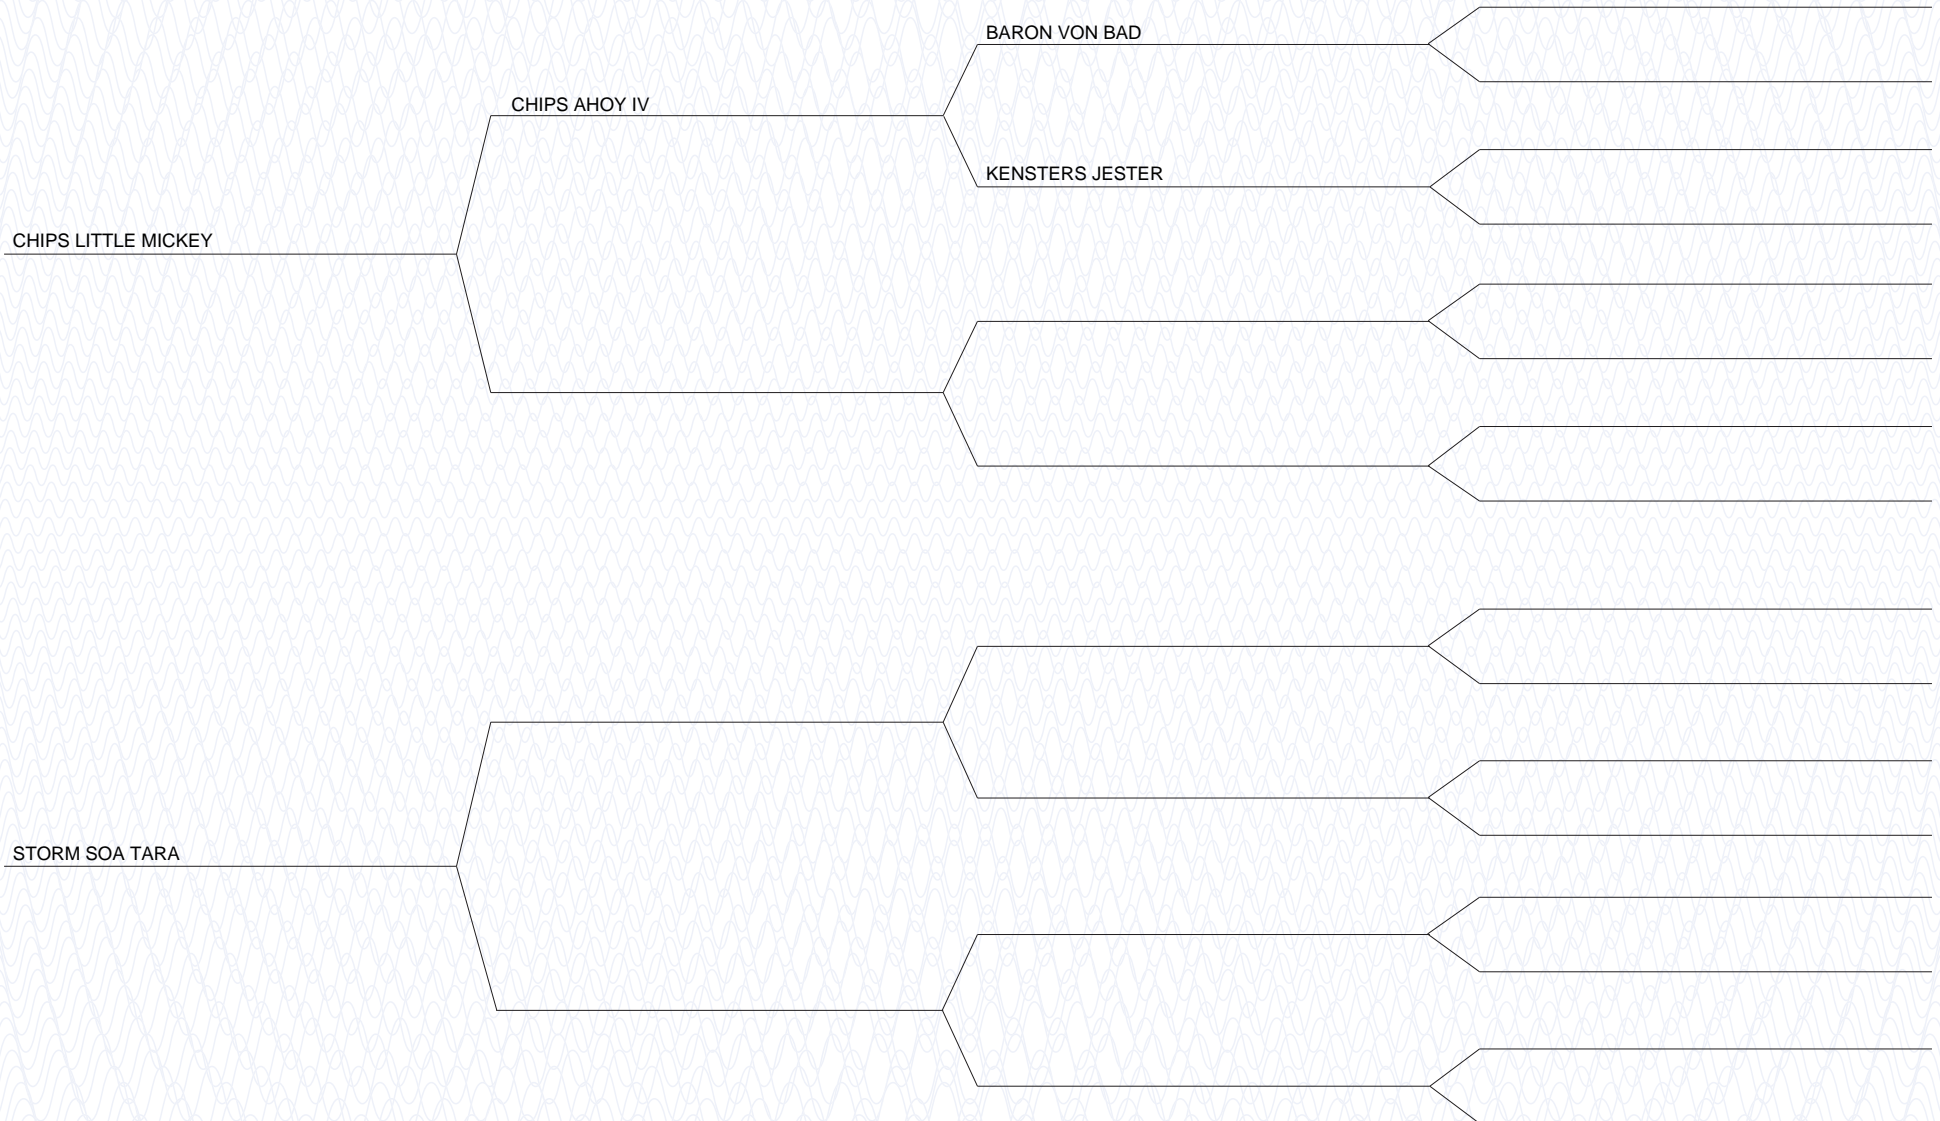 BARON VON BAD
CHIPS AHOY IV
KENSTERS JESTER
CHIPS LITTLE MICKEY
STORM SOA TARA